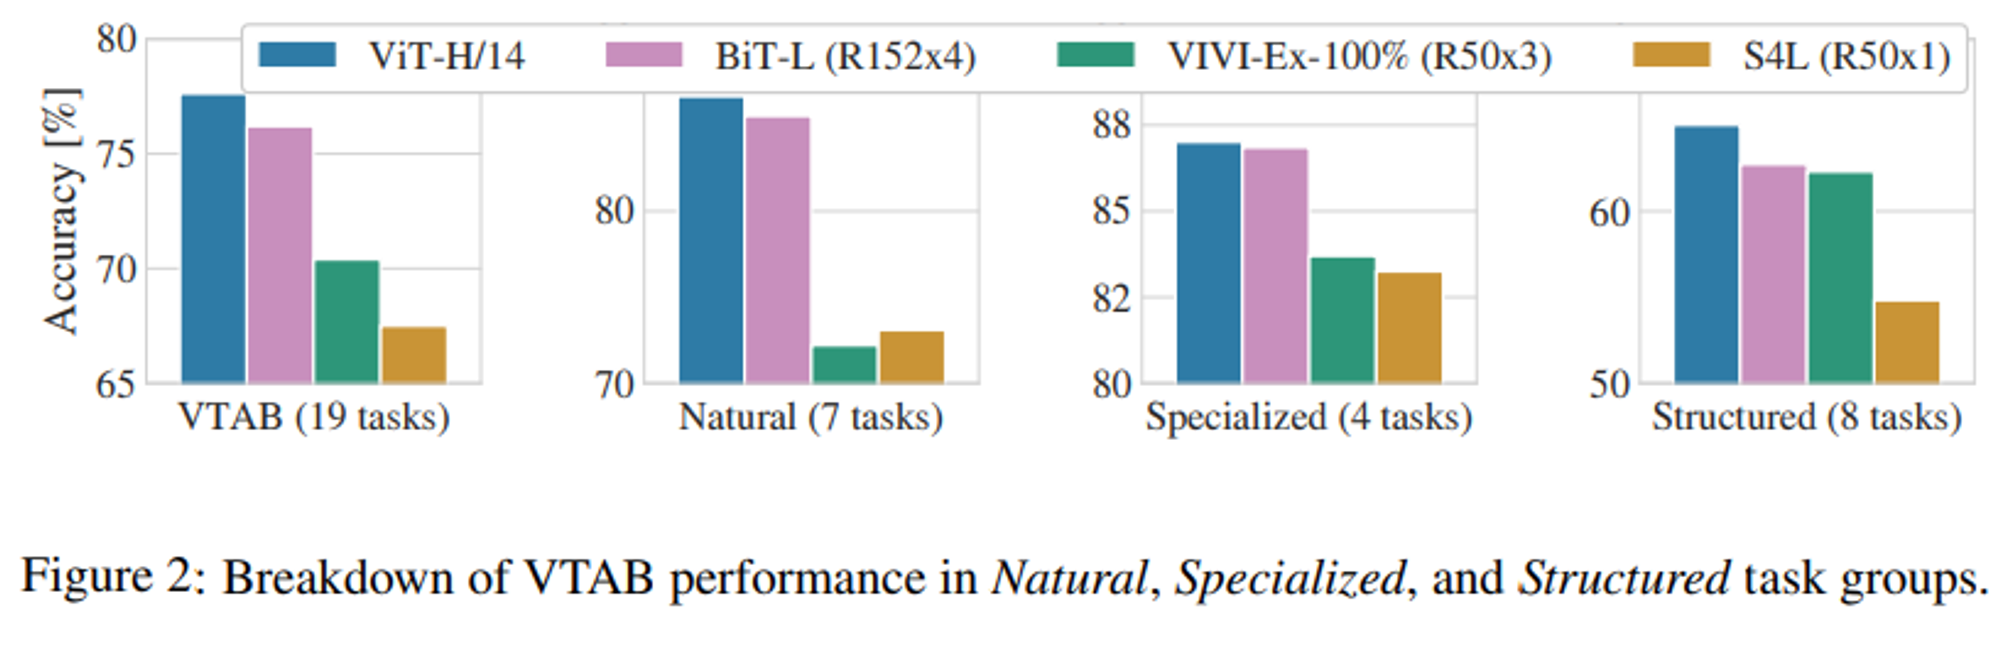 80
ViT-H/14
BiT-L (R152x4)
VIVI-Ex-100% (R50x3)
S4L (R50x1)
Accuracy [%]
75
70
65
VTAB (19 tasks)
80
70
Natural (7 tasks)
88
85
82
80
Specialized (4 tasks)
60
50
Structured (8 tasks)
Figure 2: Breakdown of VTAB performance in Natural, Specialized, and Structured task groups.